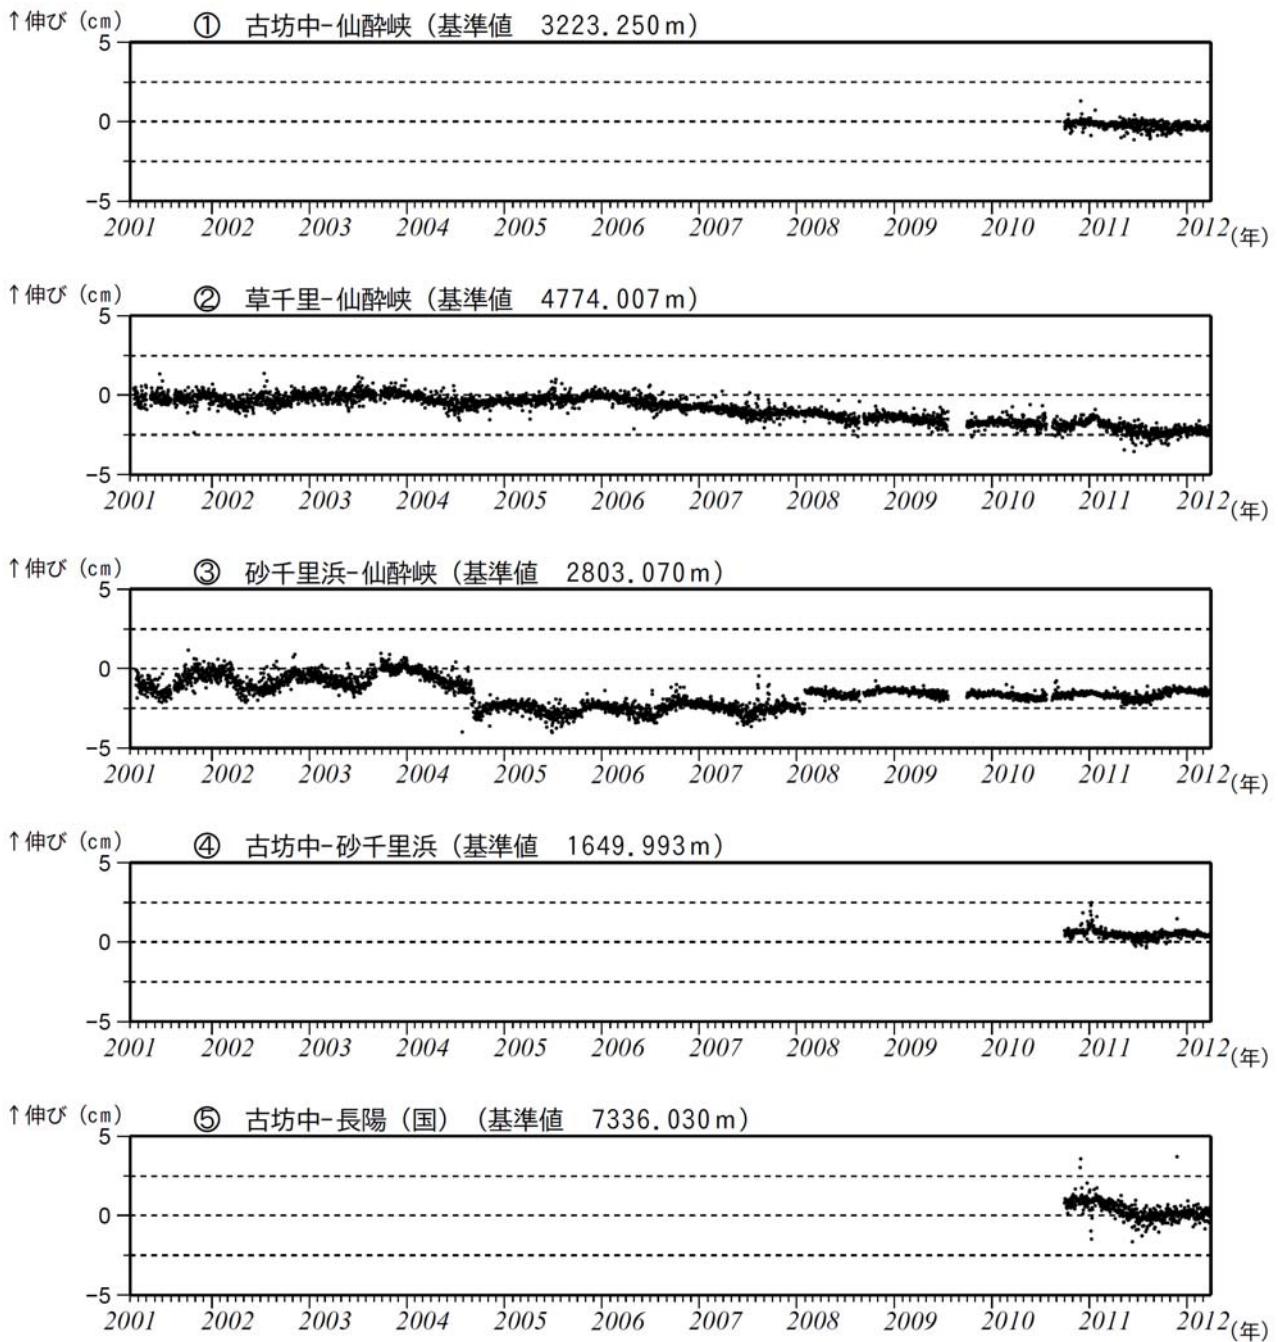 ↑伸び（cm） ① 古坊中-仙酔峡（基準値 3223.250m）
5
0
-5
2001 2002 2003 2004 2005 2006 2007 2008 2009 2010 2011 2012 (年)
↑伸び（cm） ② 草千里-仙酔峡（基準値 4774.007m）
5
0
-5
2001 2002 2003 2004 2005 2006 2007 2008 2009 2010 2011 2012 (年)
↑伸び（cm） ③ 砂千里浜-仙酔峡（基準値 2803.070m）
5
0
-5
2001 2002 2003 2004 2005 2006 2007 2008 2009 2010 2011 2012 (年)
↑伸び（cm） ④ 古坊中-砂千里浜（基準値 1649.993m）
5
0
-5
2001 2002 2003 2004 2005 2006 2007 2008 2009 2010 2011 2012 (年)
↑伸び（cm） ⑤ 古坊中-長陽（国）（基準値 7336.030m）
5
0
-5
2001 2002 2003 2004 2005 2006 2007 2008 2009 2010 2011 2012 (年)